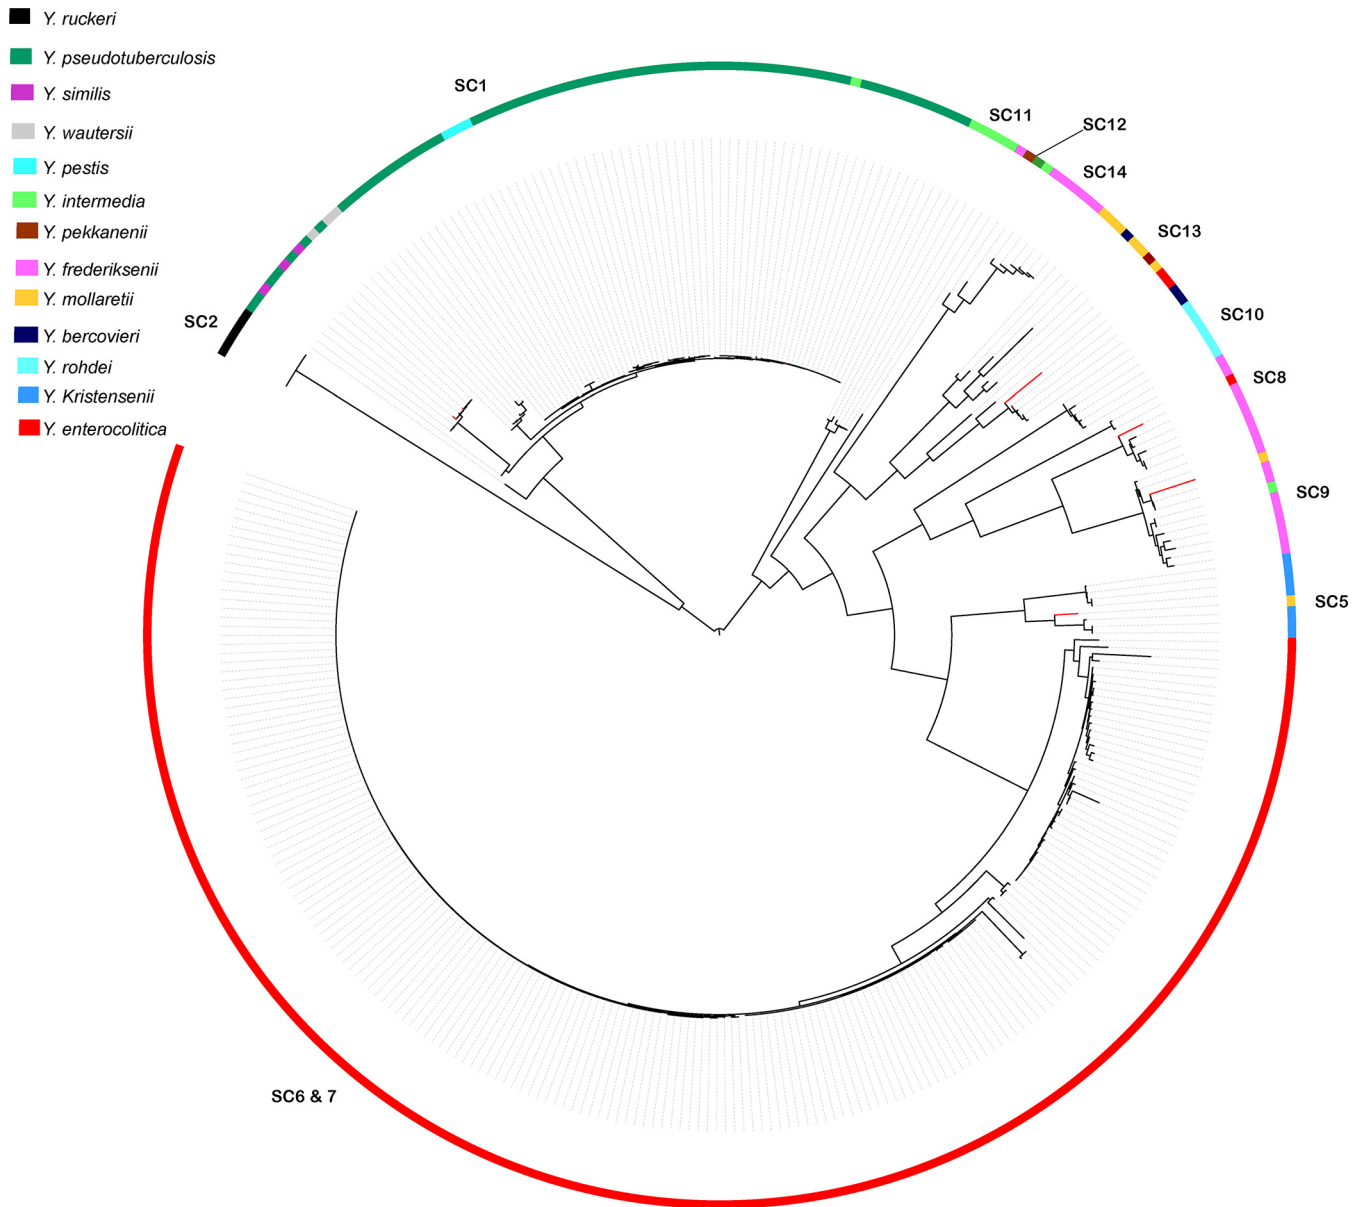 Y. ruckeri
Y. pseudotuberculosis
Y. similis
Y. wautersii
Y. pestis
Y. intermedia
Y. pekkanenii
Y. frederiksenii
Y. mollaretii
Y. bercovieri
Y. rohdei
Y. Kristensenii
Y. enterocolitica
SC1
SC2
SC11
SC12
SC14
SC13
SC10
SC8
SC9
SC5
SC6 & 7